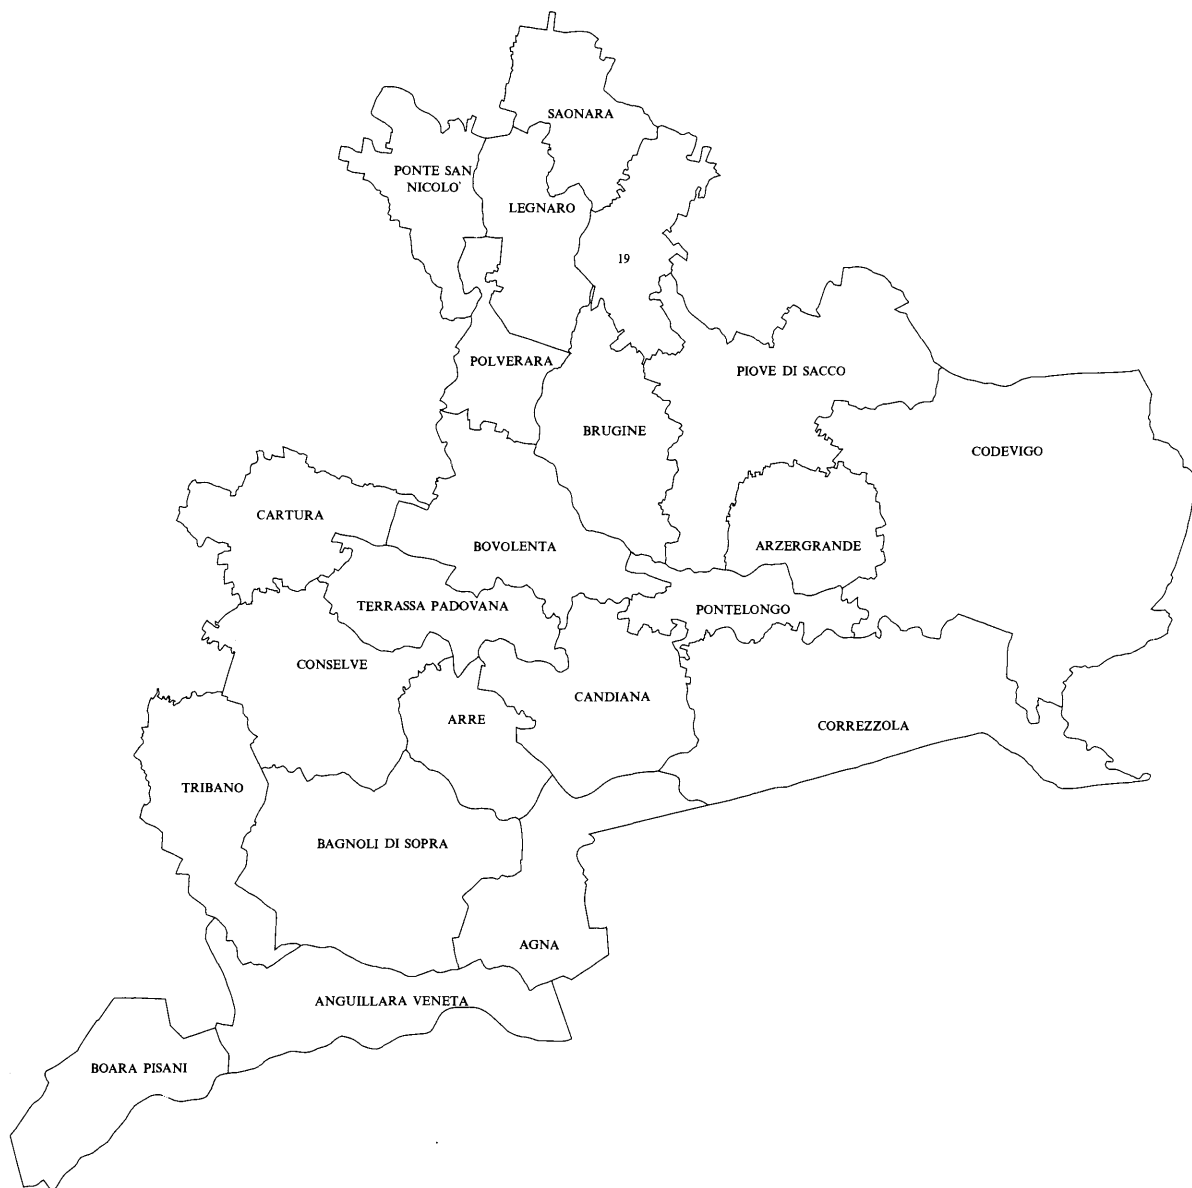 SAONARA
PONTE SAN
NICOLO'
LEGNARO
19
POLVERARA
PIOVE DI SACCO
BRUGINE
CODEVIGO
CARTURA
BOVOLENTA
ARZERGRANDE
TERRASSA PADOVANA
PONTELONGO
CONSELVE
CANDIANA
ARRE
CORREZZOLA
TRIBANO
BAGNOLI DI SOPRA
AGNA
ANGUILLARA VENETA
BOARA PISANI